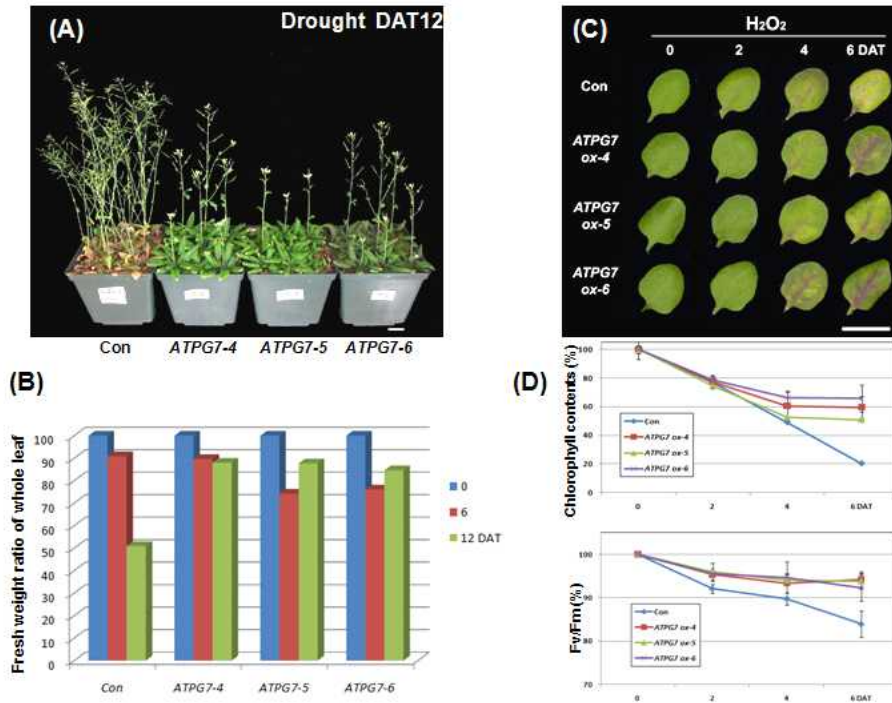 (A)
Drought DAT12
Con ATPG7-4 ATPG7-5 ATPG7-6
(B)
Fresh weight ratio of whole leaf
100
90
80
70
60
50
40
30
20
10
0
Con ATPG7-4 ATPG7-5 ATPG7-6
0
6
12 DAT
(C)
H₂O₂
0 2 4 6 DAT
Con
ATPG7
ox-4
ATPG7
ox-5
ATPG7
ox-6
(D)
Chlorophyll contents (%)
100
80
60
40
20
0
Con
ATPG7 ox-4
ATPG7 ox-5
ATPG7 ox-6
0 2 4 6 DAT
Fv/Fm(%)
100
90
80
70
Con
ATPG7 ox-4
ATPG7 ox-5
ATPG7 ox-6
0 2 4 6 DAT